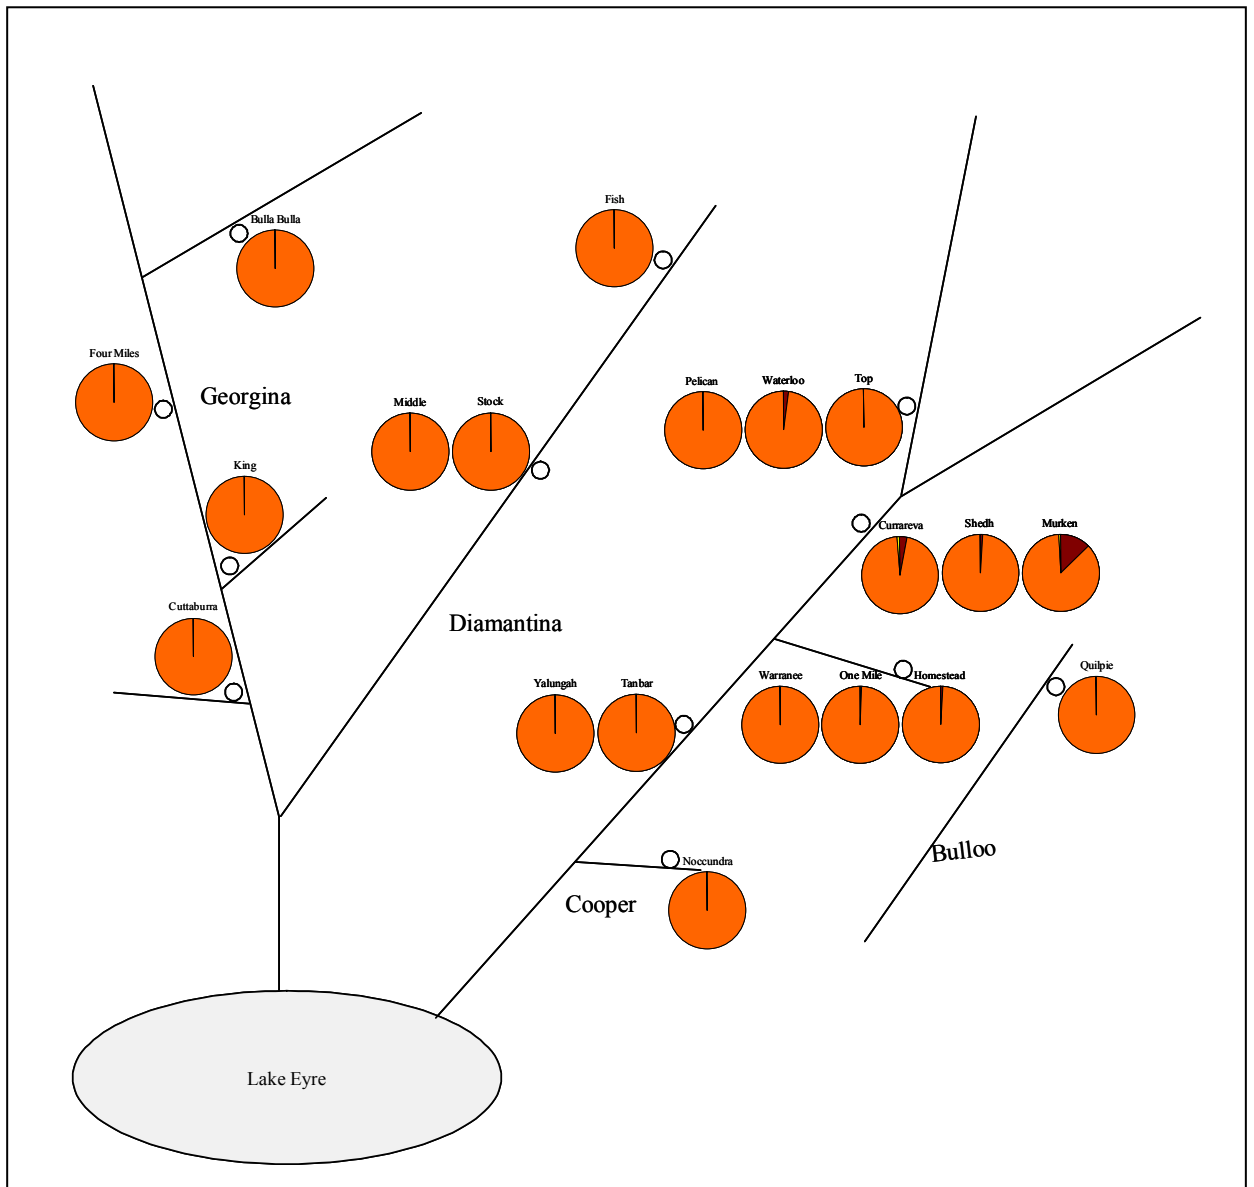 Fish
Bulla Bulla
Four Miles
Georgina
Pelican
Waterloo
Top
Middle
Stock
King
Currareva
Shedh
Murken
Cuttaburra
Diamantina
Quilpie
Yalungah
Tanbar
Warranee
One Mile
Homestead
Bulloo
Noccundra
Cooper
Lake Eyre